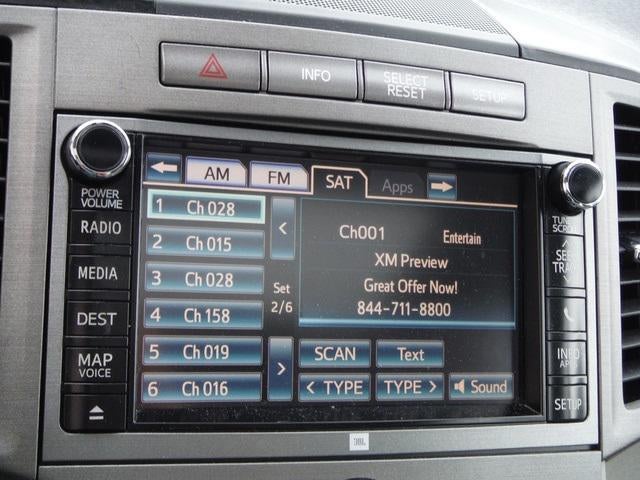 INFO
SELECT RESET
SETUP
POWER VOLUME
RADIO
MEDIA
DEST
MAP VOICE
AM FM SAT Apps
1 Ch 028
2 Ch 015
3 Ch 028
4 Ch 158
5 Ch 019
6 Ch 016
<
Set
2/6
>
Ch001 Entertain
XM Preview
Great Offer Now!
844-711-8800
SCAN Text
< TYPE TYPE > Sound
INFO
SETUP
JBL